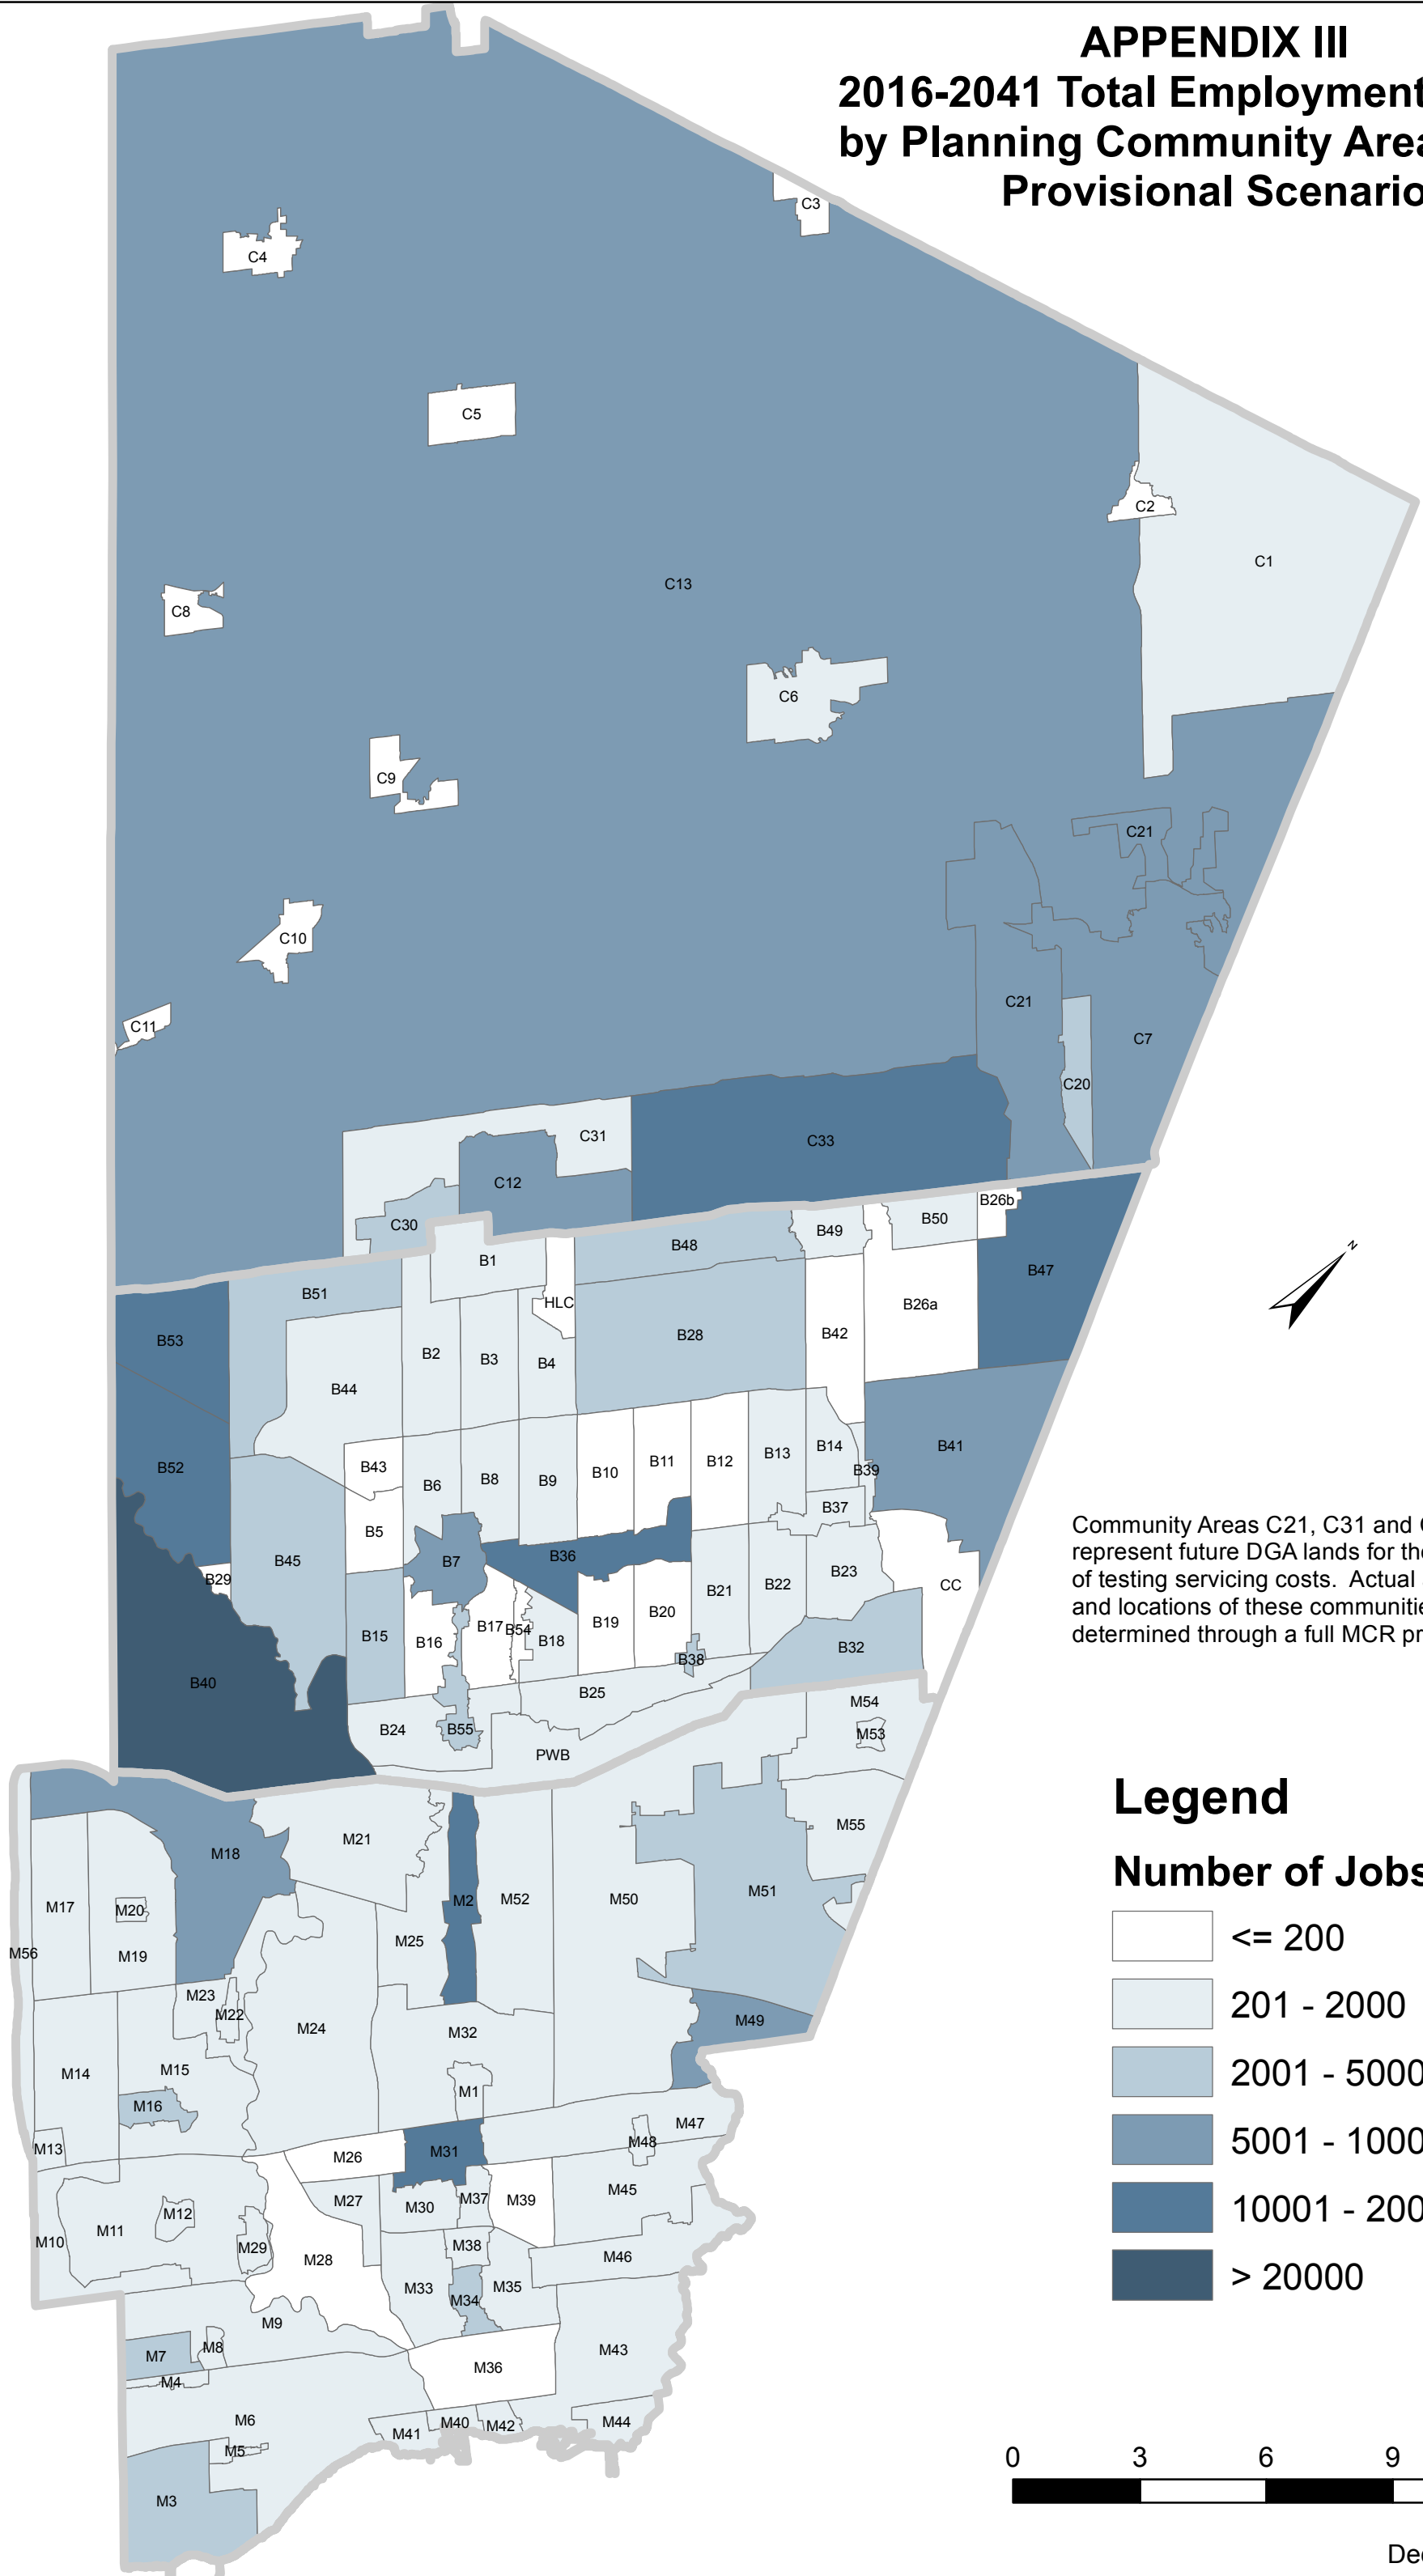 APPENDIX III
2016-2041 Total Employment
by Planning Community Area
Provisional Scenario
C3
C4
C5
C2
C1
C13
C8
C6
C9
C21
C10
C21
C11
C7
C20
C31
C33
C12
C30
B26b
B50
B49
B48
B1
B47
B51
HLC
B26a
B53
B28
B42
B2
B3
B4
B44
B41
B14
B13
B11
B12
B43
B52
B39
B10
B8
B9
B6
B37
B5
B36
B45
B7
B29
B23
B22
B21
CC
B20
B19
B17
B54
B15
B16
B18
B32
B38
B40
B25
B24
B55
PWB
M54
M53
N
Community Areas C21, C31 and
represent future DGA lands for the
of testing servicing costs. Actual
and locations of these communitie
determined through a full MCR pr
M55
M21
M18
M51
M2
M52
M50
M17
M20
M25
M56
M19
M23
M22
M49
M24
M32
M14
M15
M1
M16
M47
M48
M13
M31
M26
M45
M27
M30
M37
M39
M12
M11
M10
M29
M38
M28
M46
M33
M35
M34
M9
M8
M7
M43
M36
M4
M6
M41
M40
M42
M44
M5
M3
Legend
Number of Jobs
<= 200
201 - 2000
2001 - 5000
5001 - 1000
10001 - 200
> 20000
0 3 6 9